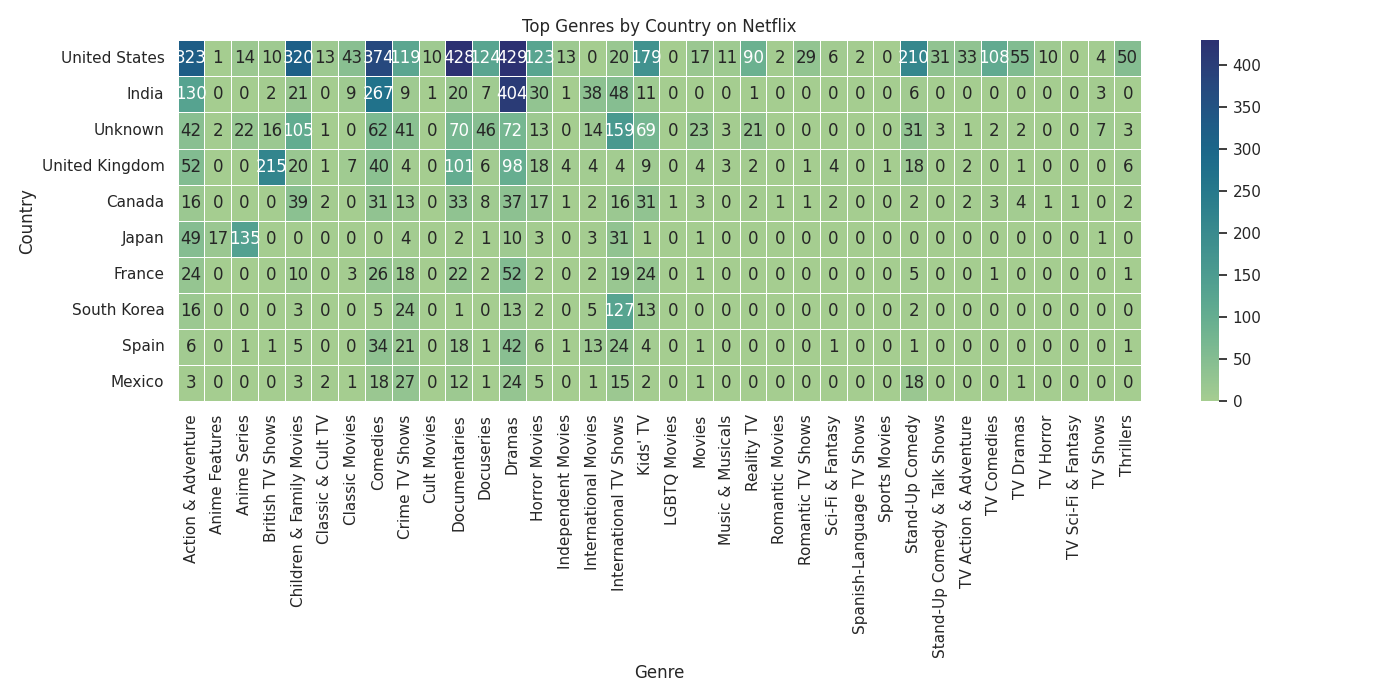 Top Genres by Country on Netflix
United States 323 1 14 10 320 13 43 374 119 10 428 124 429 123 13 0 20 179 0 17 11 90 2 29 6 2 0 210 31 33 108 55 10 0 4 50
India 130 0 0 2 21 0 9 267 9 1 20 7 404 30 1 38 48 11 0 0 0 1 0 0 0 0 0 6 0 0 0 0 0 0 3 0
Unknown 42 2 22 16 105 1 0 62 41 0 70 46 72 13 0 14 159 69 0 23 3 21 0 0 0 0 0 31 3 1 2 2 0 0 7 3
United Kingdom 52 0 0 215 20 1 7 40 4 0 101 6 98 18 4 4 4 9 0 4 3 2 0 1 4 0 1 18 0 2 0 1 0 0 0 6
Canada 16 0 0 0 39 2 0 31 13 0 33 8 37 17 1 2 16 31 1 3 0 2 1 1 2 0 0 2 0 2 3 4 1 1 0 2
Japan 49 17 135 0 0 0 0 0 4 0 2 1 10 3 0 3 31 1 0 1 0 0 0 0 0 0 0 0 0 0 0 0 0 0 1 0
France 24 0 0 0 10 0 3 26 18 0 22 2 52 2 0 2 19 24 0 1 0 0 0 0 0 0 0 5 0 0 1 0 0 0 0 1
South Korea 16 0 0 0 3 0 0 5 24 0 1 0 13 2 0 5 127 13 0 0 0 0 0 0 0 0 0 2 0 0 0 0 0 0 0 0
Spain 6 0 1 1 5 0 0 34 21 0 18 1 42 6 1 13 24 4 0 1 0 0 0 0 1 0 0 1 0 0 0 0 0 0 0 1
Mexico 3 0 0 0 3 2 1 18 27 0 12 1 24 5 0 1 15 2 0 1 0 0 0 0 0 0 0 18 0 0 0 1 0 0 0 0
Country
Action & Adventure
Anime Features
Anime Series
British TV Shows
Children & Family Movies
Classic & Cult TV
Classic Movies
Comedies
Crime TV Shows
Cult Movies
Documentaries
Docuseries
Dramas
Horror Movies
Independent Movies
International Movies
International TV Shows
Kids' TV
LGBTQ Movies
Movies
Music & Musicals
Reality TV
Romantic Movies
Romantic TV Shows
Sci-Fi & Fantasy
Spanish-Language TV Shows
Sports Movies
Stand-Up Comedy
Stand-Up Comedy & Talk Shows
TV Action & Adventure
TV Comedies
TV Dramas
TV Horror
TV Sci-Fi & Fantasy
TV Shows
Thrillers
Genre
400
350
300
250
200
150
100
50
0